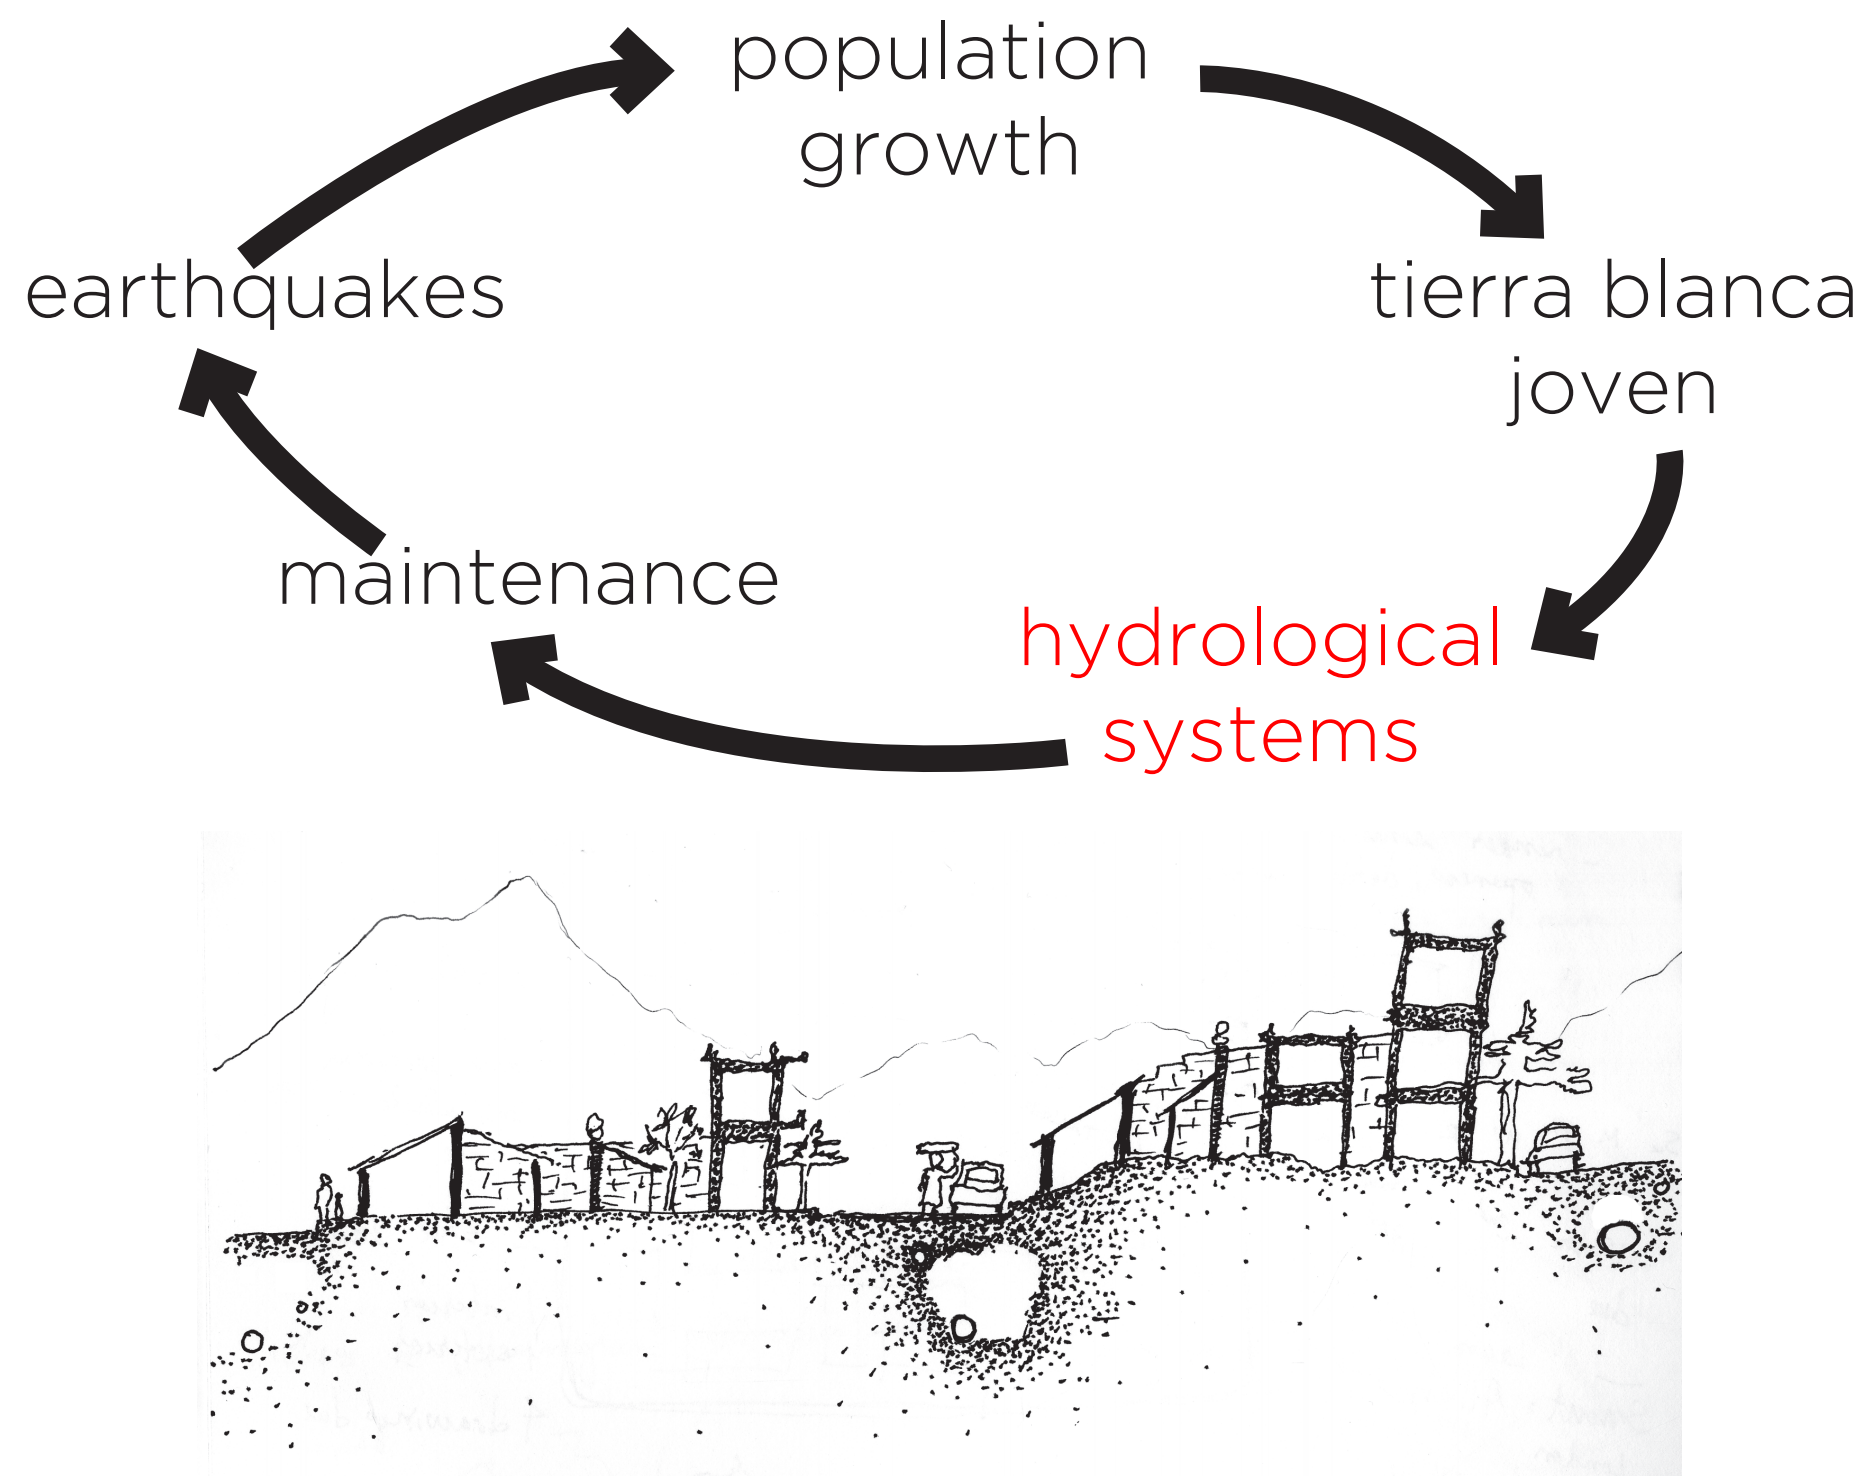 population
growth
earthquakes
tierra blanca
joven
maintenance
hydrological
systems